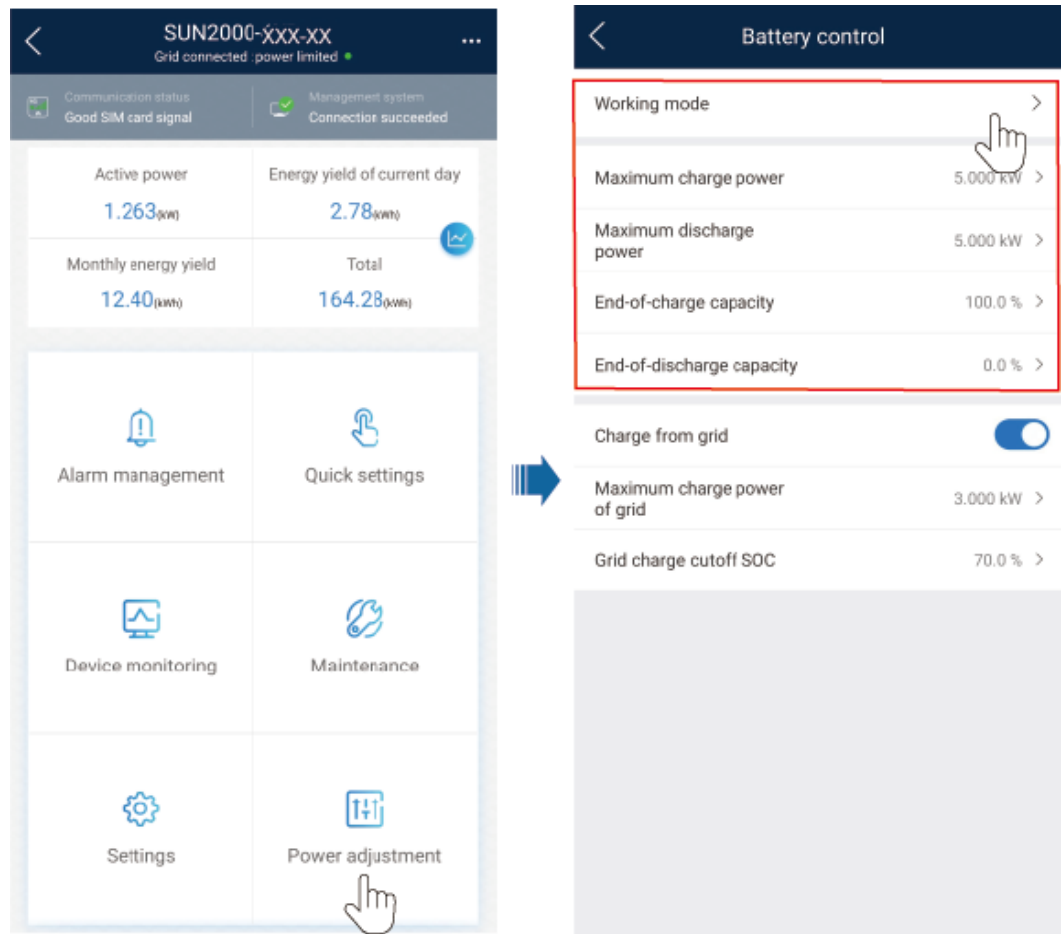 SUN2000-XXX-XX
Grid connected :power limited
Communication status
Good SIM card signal
Management system
Connection succeeded
Active power
1.263(kW)
Energy yield of current day
2.78(kWh)
Monthly energy yield
12.40(kWh)
Total
164.28(kWh)
Alarm management
Quick settings
Device monitoring
Maintenance
Settings
Power adjustment
Battery control
Working mode
Maximum charge power
5.000 kW
Maximum discharge
power
5.000 kW
End-of-charge capacity
100.0 %
End-of-discharge capacity
0.0 %
Charge from grid
Maximum charge power
of grid
3.000 kW
Grid charge cutoff SOC
70.0 %